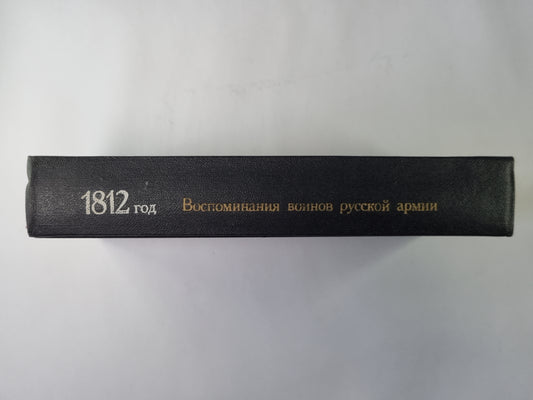 1812 год Воспоминания воинов русской армии